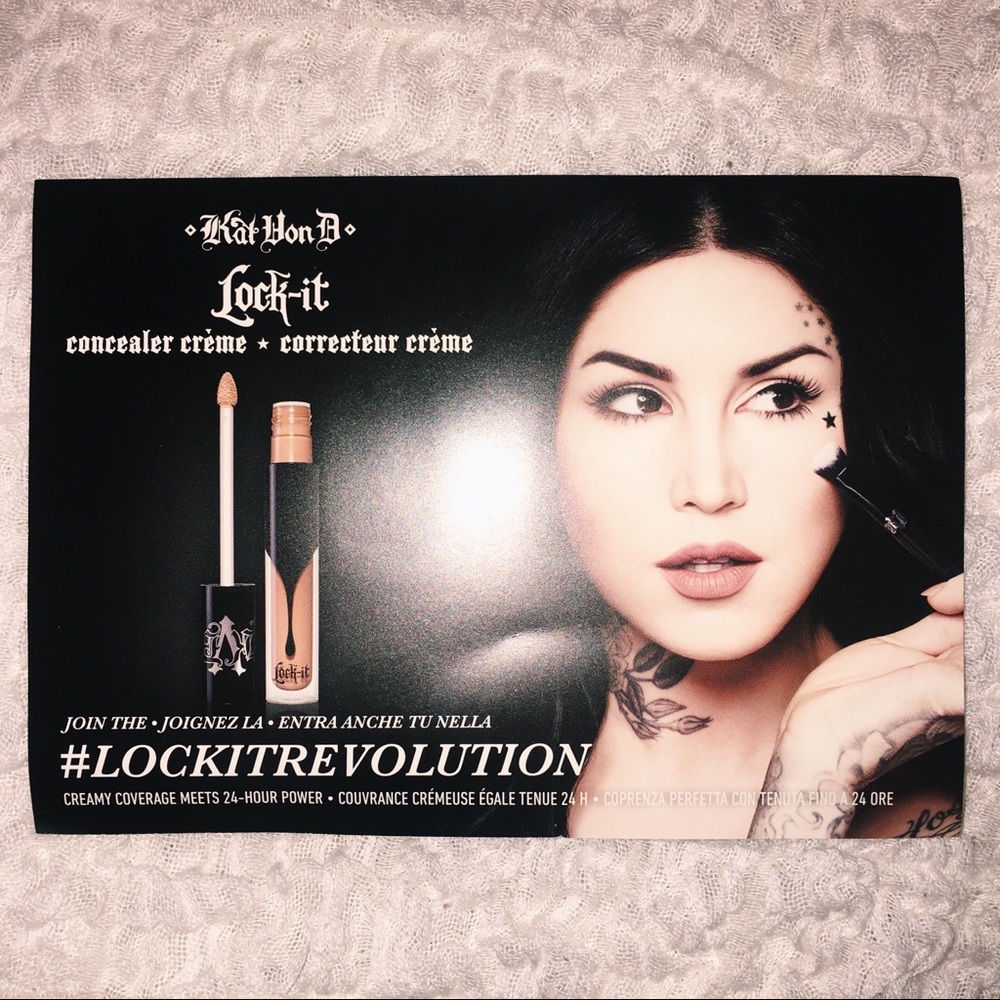 Kat Von D
Lock-it
concealer crème ★ correcteur crème
Lock-it
JOIN THE • JOIGNEZ LA • ENTRA ANCHE TU NELLA
#LOCKITREVOLUTION
CREAMY COVERAGE MEETS 24-HOUR POWER • COUVRANCE CRÉMEUSE ÉGALE TENUE 24 H • COPRENZA PERFETTA CON TENUTA FINO A 24 ORE